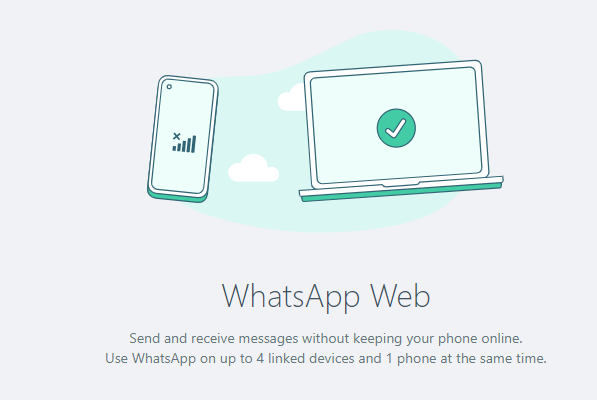 WhatsApp Web
Send and receive messages without keeping your phone online.
Use WhatsApp on up to 4 linked devices and 1 phone at the same time.